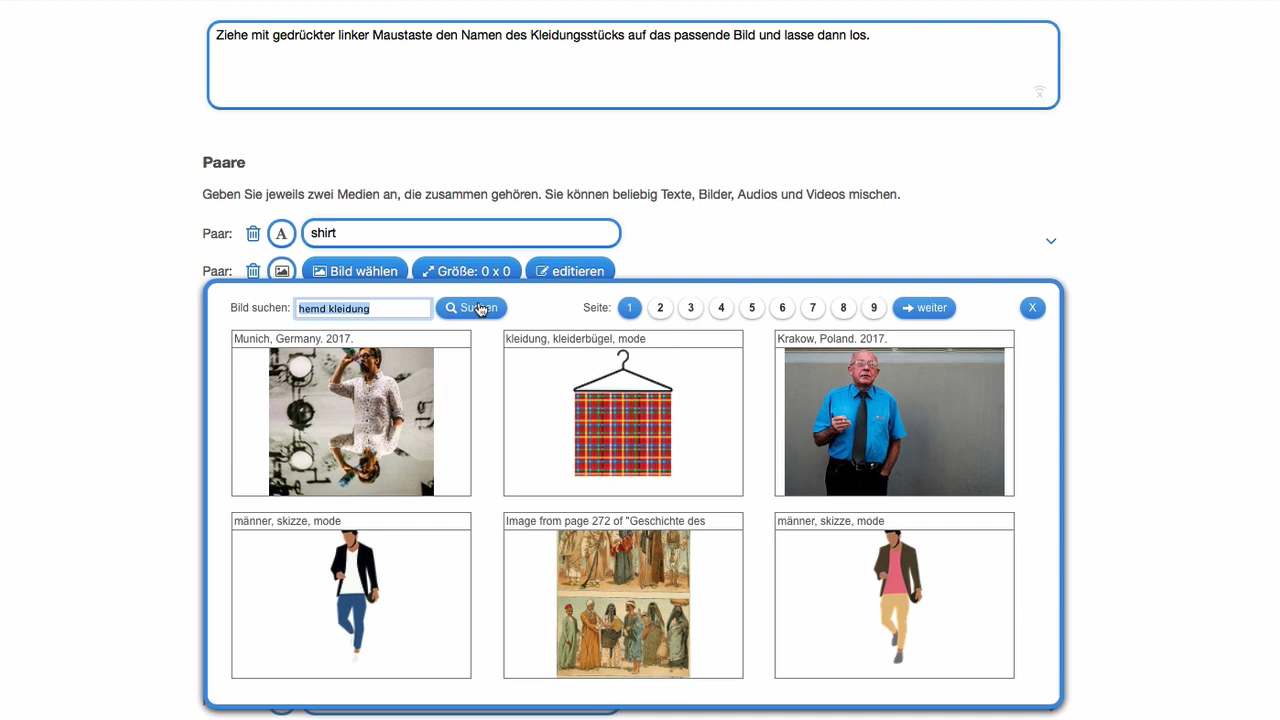 Ziehe mit gedrückter linker Maustaste den Namen des Kleidungsstücks auf das passende Bild und lasse dann los.
Paare
Geben Sie jeweils zwei Medien an, die zusammen gehören. Sie können beliebig Texte, Bilder, Audios und Videos mischen.
Paar: A shirt
Paar: Bild wählen Größe: 0 x 0 editieren
Bild suchen: hemd kleidung Suchen Seite: 1 2 3 4 5 6 7 8 9 weiter X
Munich, Germany. 2017. kleidung, kleiderbügel, mode Krakow, Poland. 2017.
männer, skizze, mode Image from page 272 of "Geschichte des männer, skizze, mode